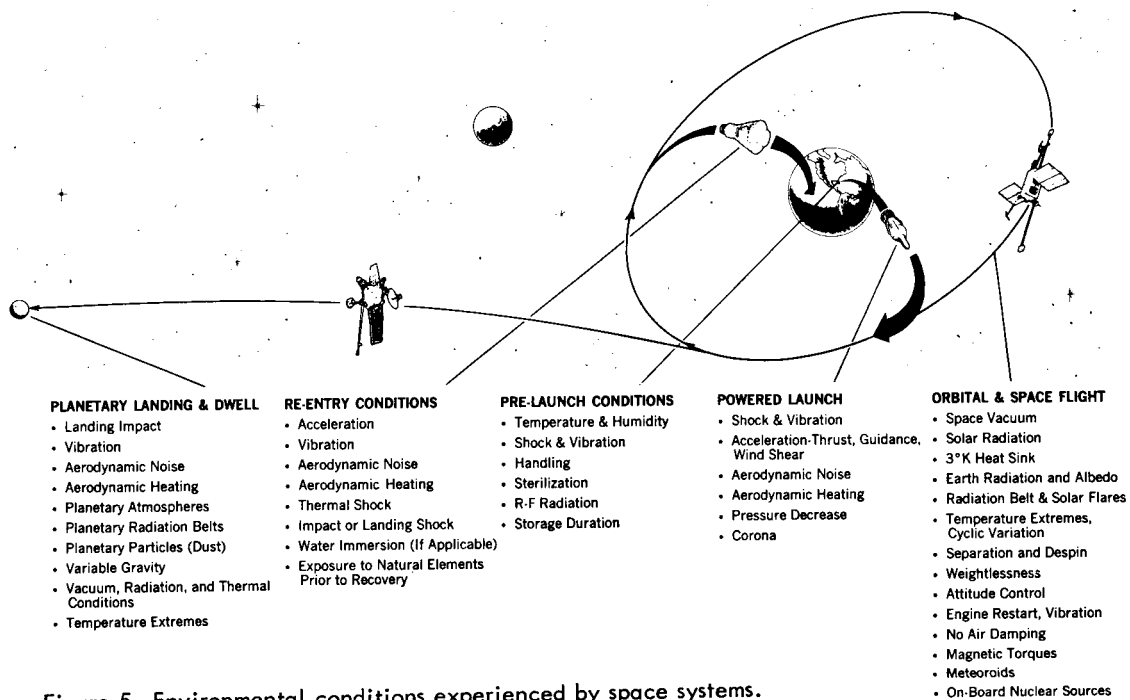 PLANETARY LANDING & DWELL
• Landing Impact
• Vibration
• Aerodynamic Noise
• Aerodynamic Heating
• Planetary Atmospheres
• Planetary Radiation Belts
• Planetary Particles (Dust)
• Variable Gravity
• Vacuum, Radiation, and Thermal
Conditions
• Temperature Extremes
RE-ENTRY CONDITIONS
• Acceleration
• Vibration
• Aerodynamic Noise
• Aerodynamic Heating
• Thermal Shock
• Impact or Landing Shock
• Water Immersion (If Applicable)
• Exposure to Natural Elements
Prior to Recovery
PRE-LAUNCH CONDITIONS
• Temperature & Humidity
• Shock & Vibration
• Handling
• Sterilization
• R-F Radiation
• Storage Duration
POWERED LAUNCH
• Shock & Vibration
• Acceleration-Thrust, Guidance,
Wind Shear
• Aerodynamic Noise
• Aerodynamic Heating
• Pressure Decrease
• Corona
ORBITAL & SPACE FLIGHT
• Space Vacuum
• Solar Radiation
• 3°K Heat Sink
• Earth Radiation and Albedo
• Radiation Belt & Solar Flares
• Temperature Extremes,
Cyclic Variation
• Separation and Despin
• Weightlessness
• Attitude Control
• Engine Restart, Vibration
• No Air Damping
• Magnetic Torques
• Meteoroids
• On-Board Nuclear Sources
Figure 5. Environmental conditions experienced by space systems.